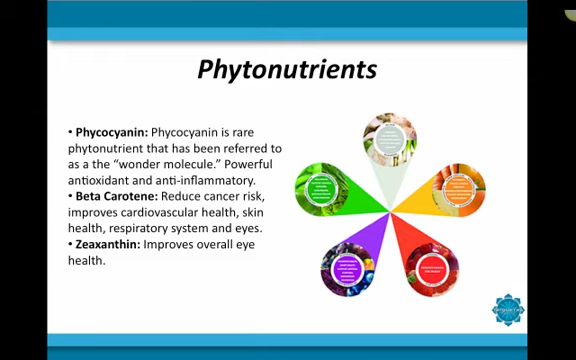 Phytonutrients
• Phycocyanin: Phycocyanin is rare
phytonutrient that has been referred to
as a the “wonder molecule.” Powerful
antioxidant and anti-inflammatory.
• Beta Carotene: Reduce cancer risk,
improves cardiovascular health, skin
health, respiratory system and eyes.
• Zeaxanthin: Improves overall eye
health.